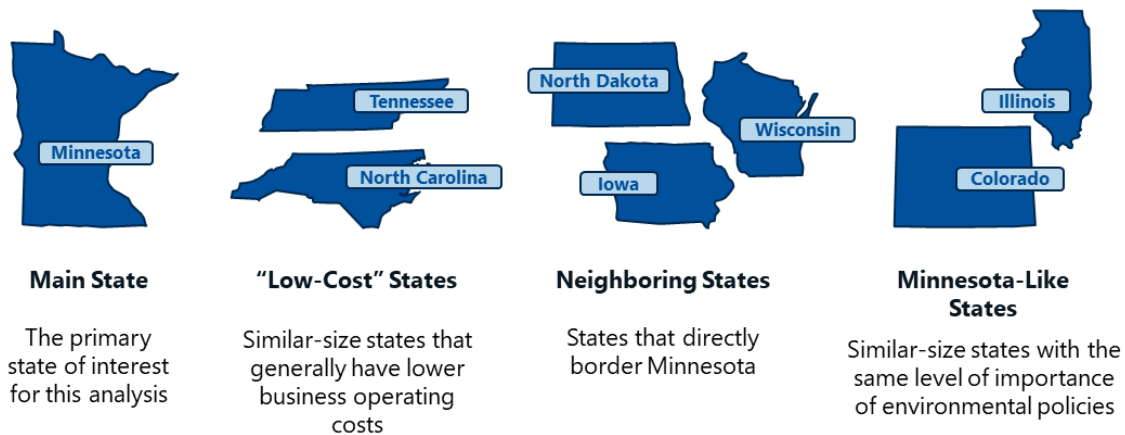 Minnesota
Tennessee
North Carolina
North Dakota
Wisconsin
Iowa
Illinois
Colorado
Main State
The primary
state of interest
for this analysis
“Low-Cost” States
Similar-size states that
generally have lower
business operating
costs
Neighboring States
States that directly
border Minnesota
Minnesota-Like
States
Similar-size states with the
same level of importance
of environmental policies